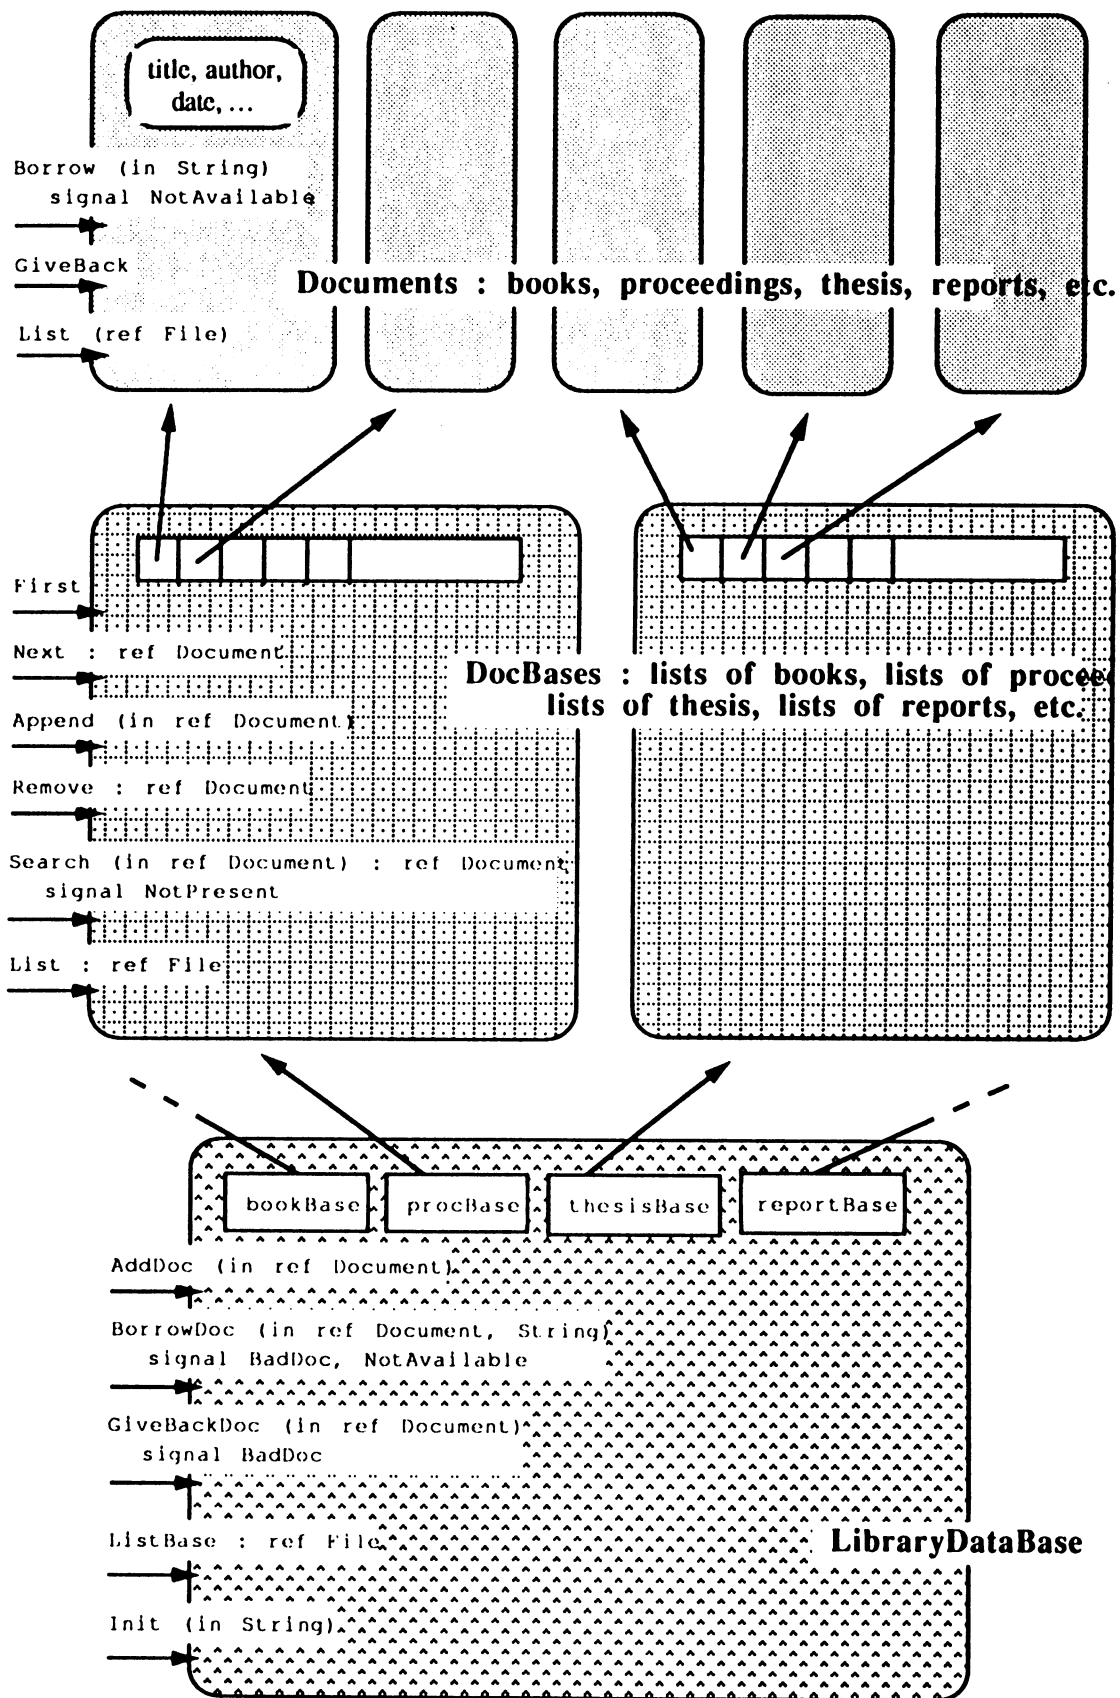 title, author,
date, ...
Borrow (in String)
signal NotAvailable
GiveBack
Documents : books, proceedings, thesis, reports, etc.
List (ref File)
First
Next : ref Document
DocBases : lists of books, lists of procee
lists of thesis, lists of reports, etc.
Append (in ref Document)
Remove : ref Document
Search (in ref Document) : ref Document
signal NotPresent
List : ref File
bookBase procBase thesisBase reportBase
AddDoc (in ref Document)
BorrowDoc (in ref Document, String)
signal BadDoc, NotAvailable
GiveBackDoc (in ref Document)
signal BadDoc
ListBase : ref File
LibraryDataBase
Init (in String)